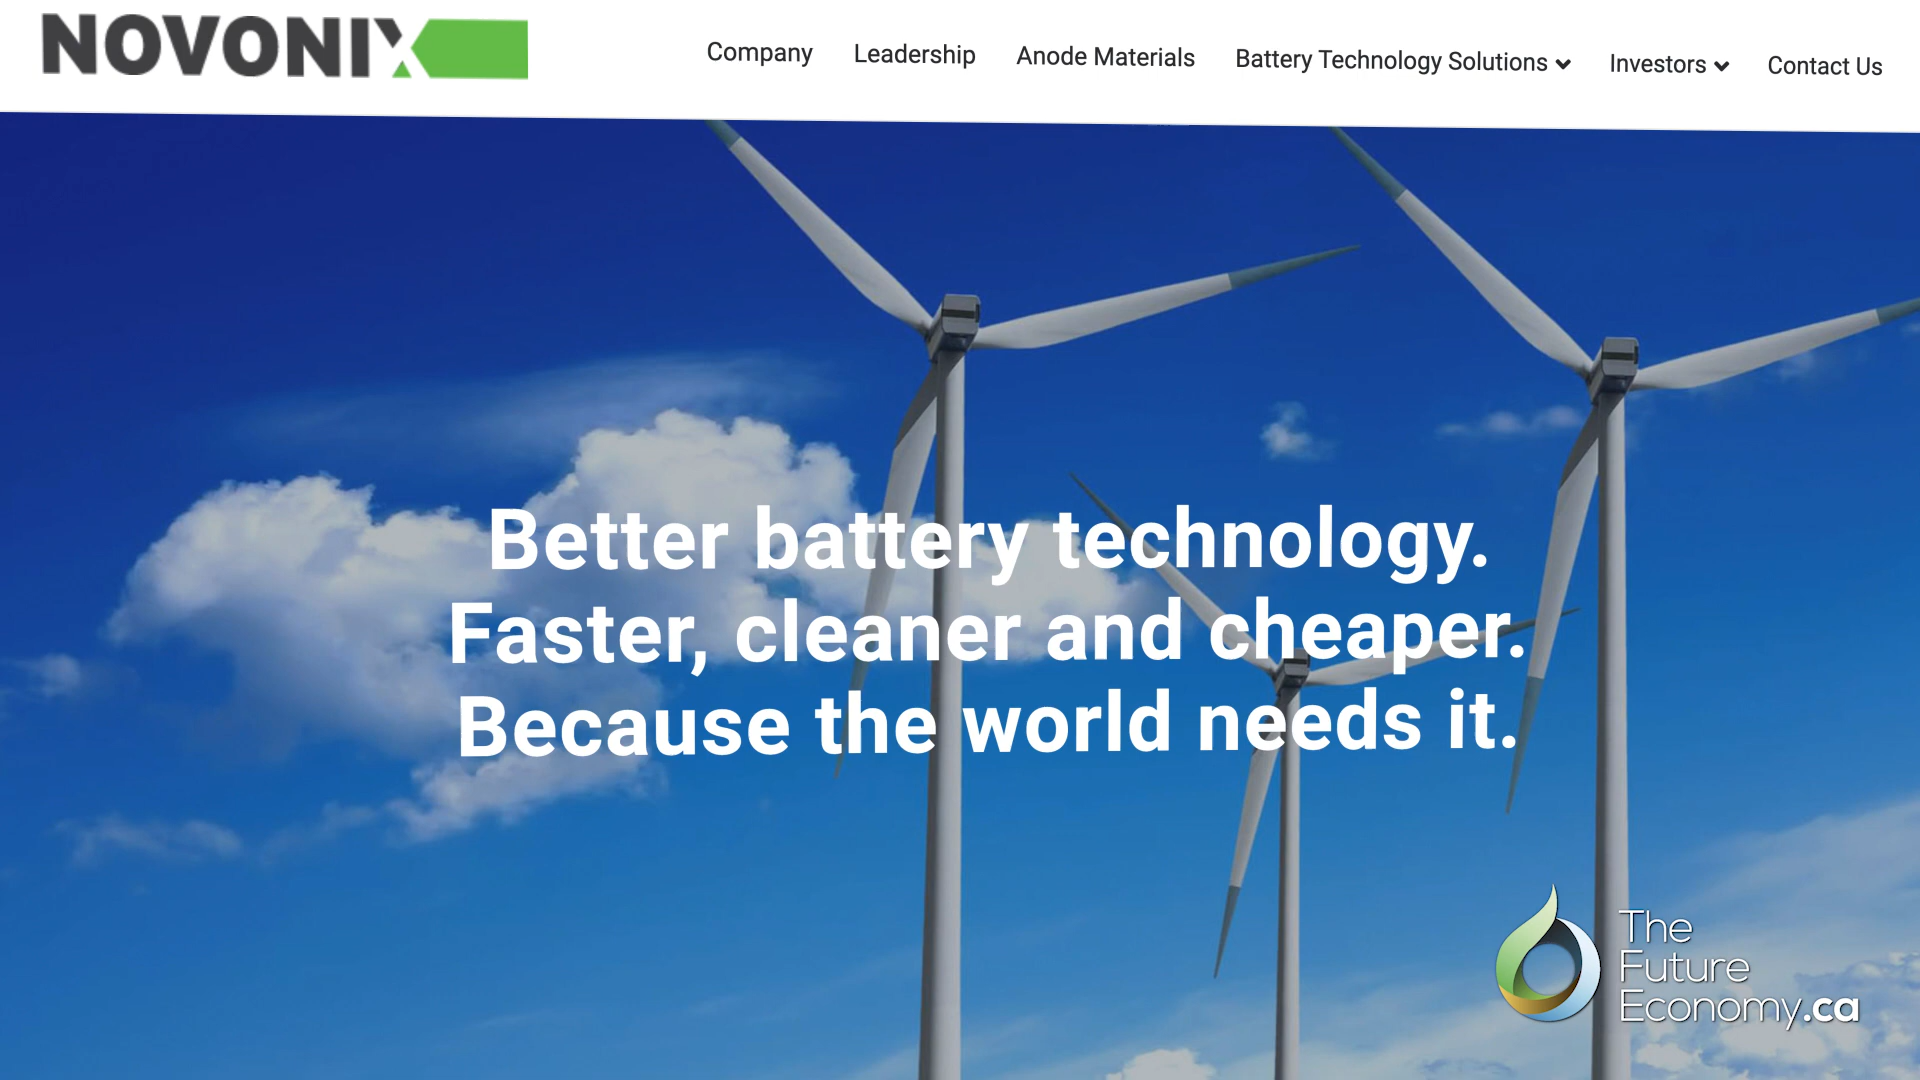 NOVONIX
Company Leadership Anode Materials Battery Technology Solutions Investors Contact Us
Better battery technology.
Faster, cleaner and cheaper.
Because the world needs it.
The
Future
Economy.ca